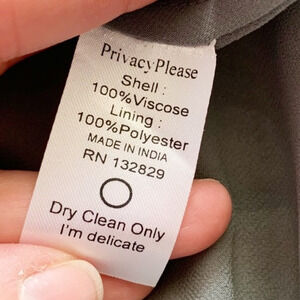 PrivacyPlease
Shell :
100%Viscose
Lining :
100%Polyester
MADE IN INDIA
RN 132829
Dry Clean Only
I'm delicate